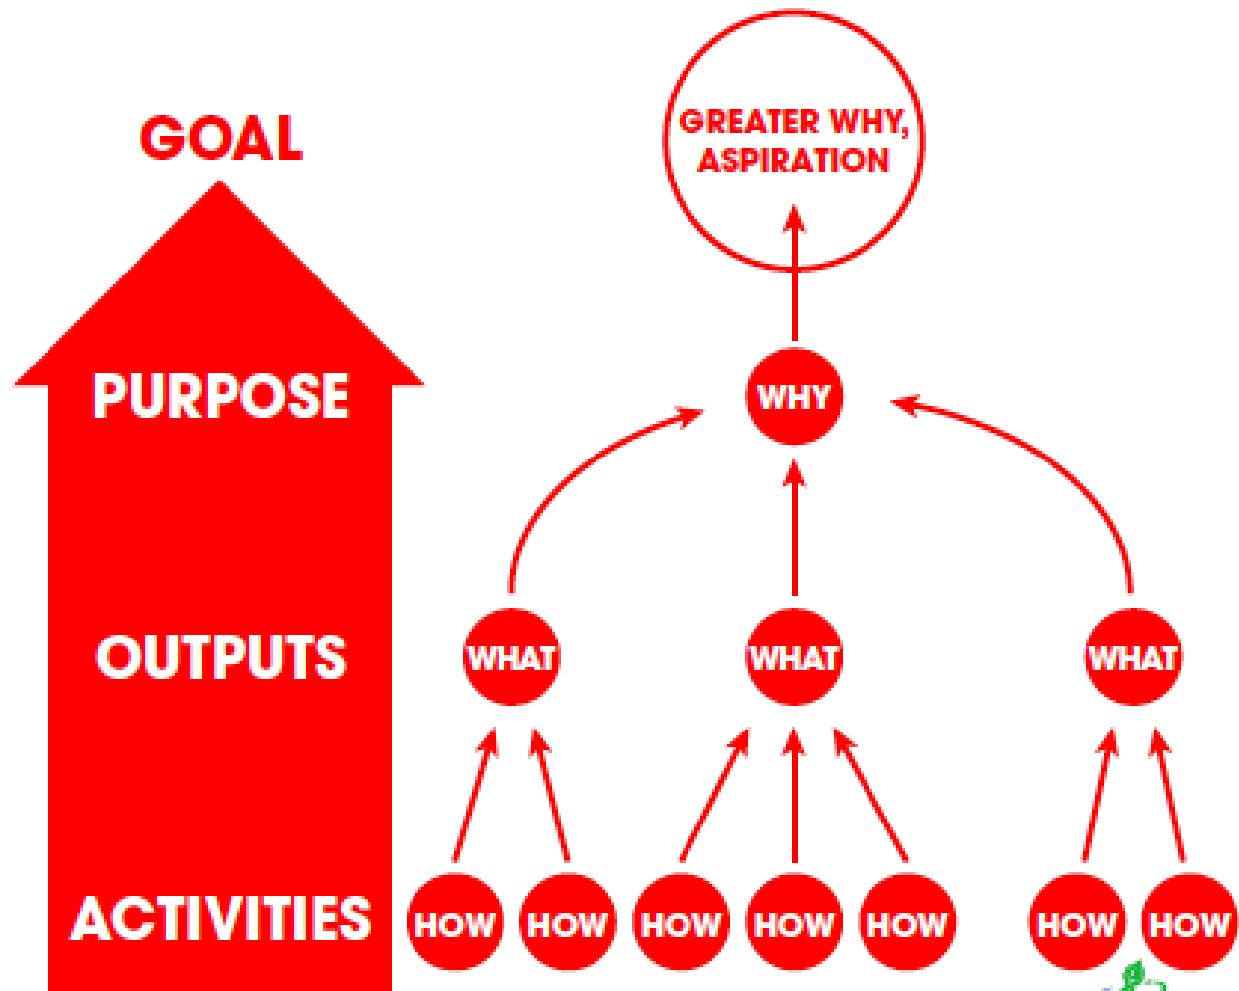 GOAL
GREATER WHY,
ASPIRATION
PURPOSE
WHY
OUTPUTS
WHAT
WHAT
WHAT
ACTIVITIES
HOW
HOW
HOW
HOW
HOW
HOW
HOW